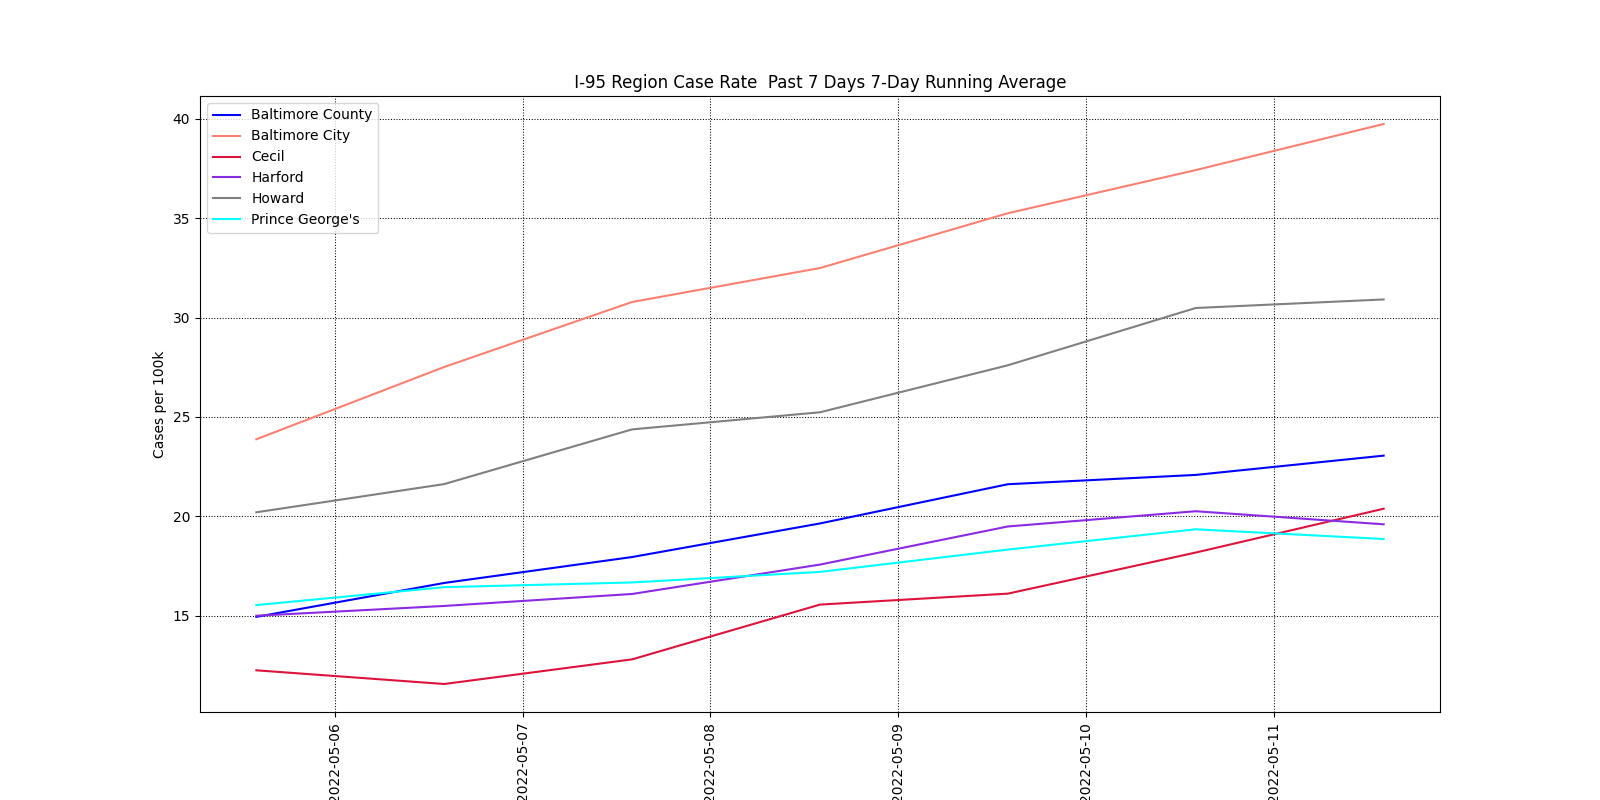 I-95 Region Case Rate  Past 7 Days 7-Day Running Average
Baltimore County
Baltimore City
Cecil
Harford
Howard
Prince George's
40
35
30
25
20
15
Cases per 100k
2022-05-06
2022-05-07
2022-05-08
2022-05-09
2022-05-10
2022-05-11